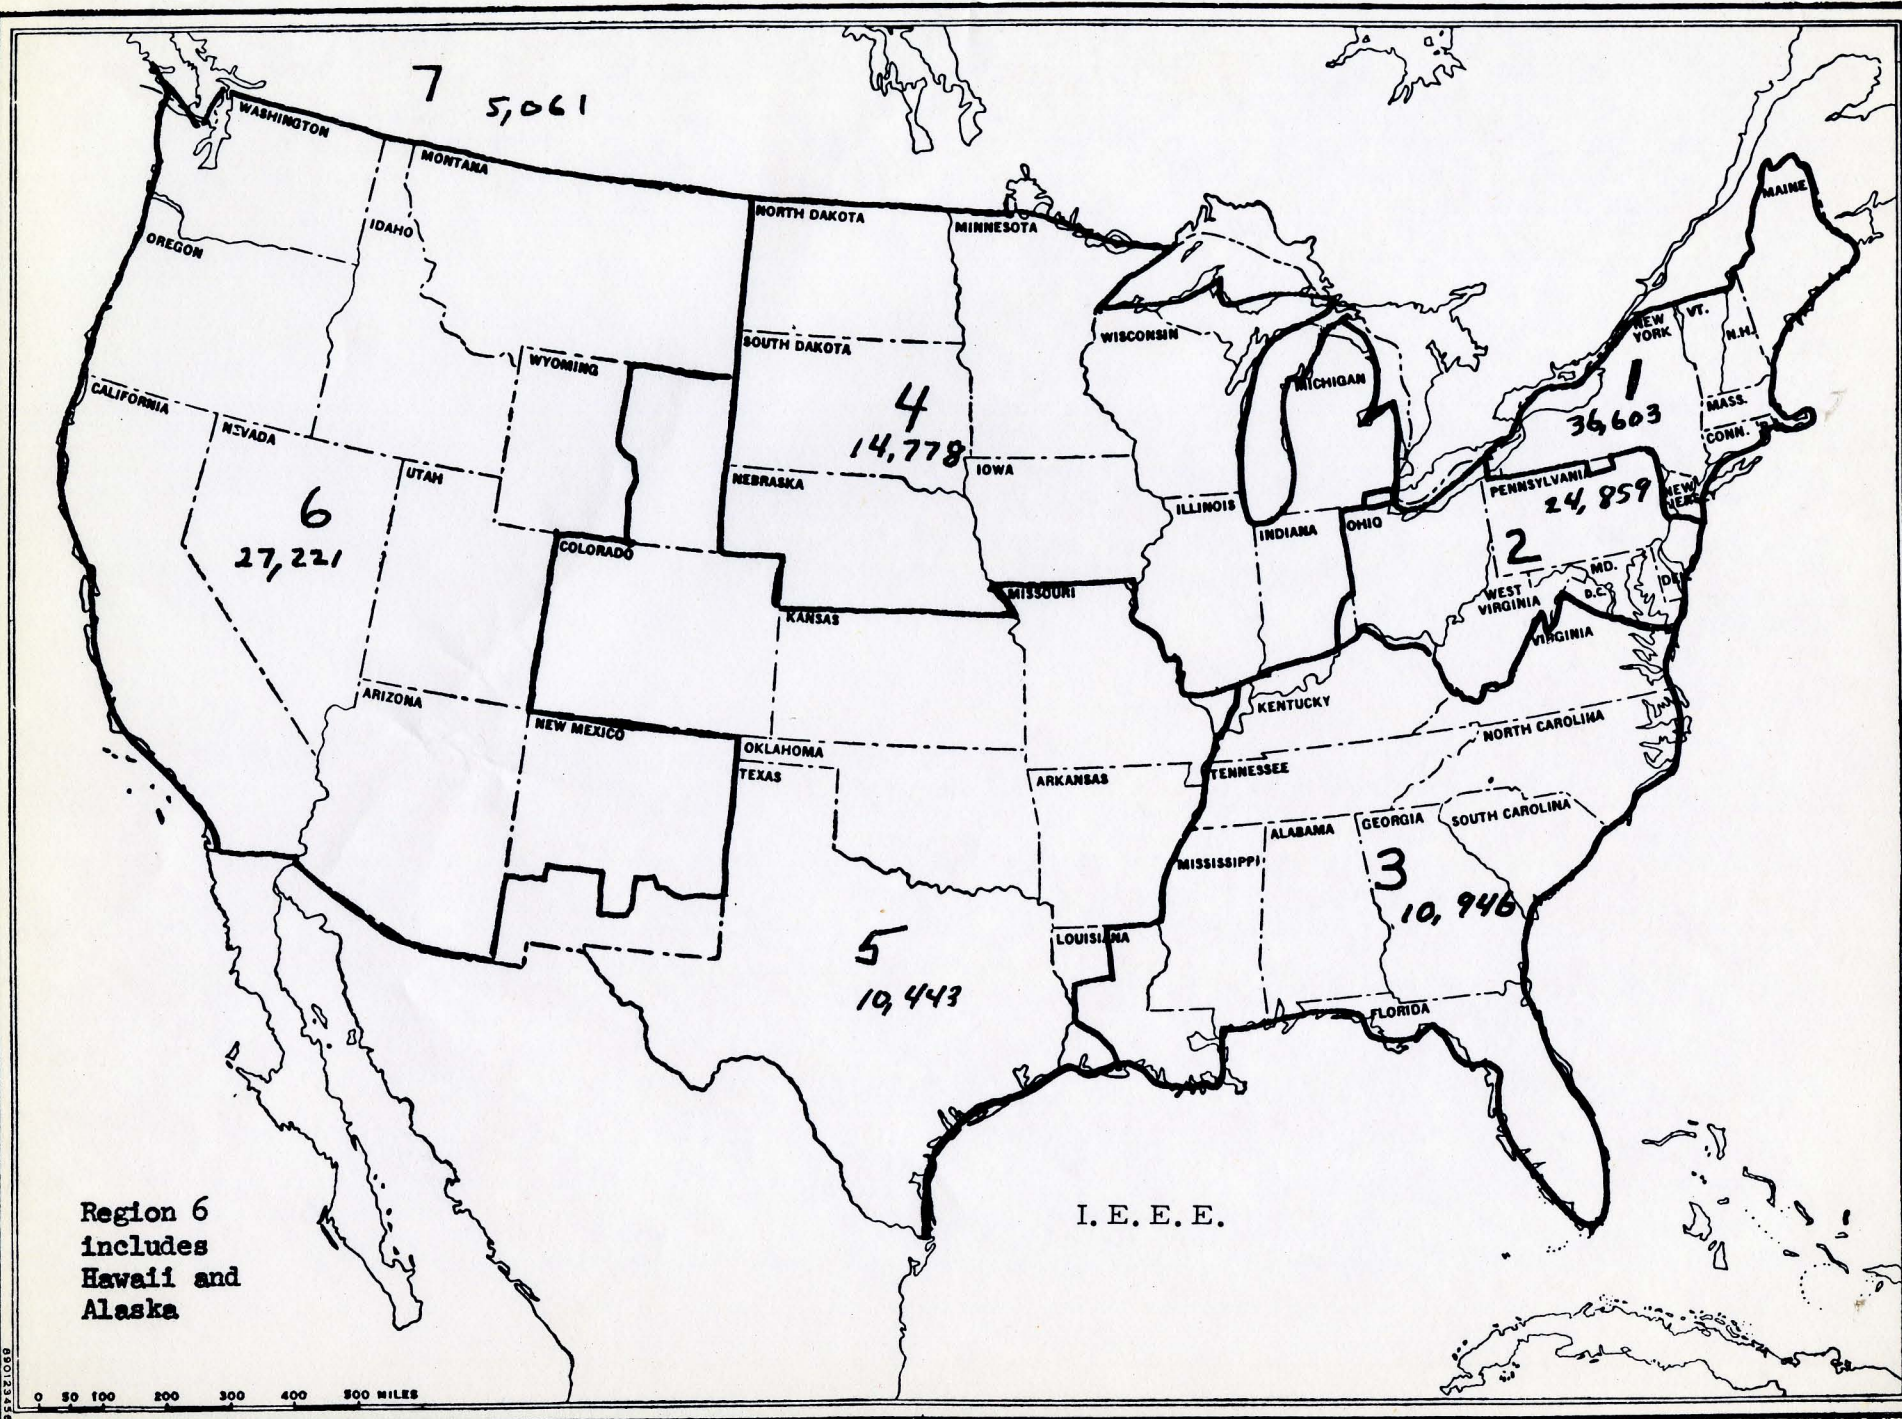 7
5,061
WASHINGTON
MONTANA
NORTH DAKOTA
MINNESOTA
MAINE
IDAHO
OREGON
SOUTH DAKOTA
WISCONSIN
NEW YORK
VT.
N.H.
WYOMING
MICHIGAN
1
36,603
MASS.
CONN.
CALIFORNIA
NEVADA
4
14,778
UTAH
IOWA
NEBRASKA
ILLINOIS
INDIANA
OHIO
PENNSYLVANIA
24,859
NEW JERSEY
6
27,221
COLORADO
2
MD.
DEL
D.C.
WEST VIRGINIA
VIRGINIA
MISSOURI
KANSAS
KENTUCKY
ARIZONA
NEW MEXICO
OKLAHOMA
TEXAS
ARKANSAS
TENNESSEE
NORTH CAROLINA
SOUTH CAROLINA
GEORGIA
ALABAMA
MISSISSIPPI
3
10,946
LOUISIANA
5
10,443
FLORIDA
I.E.E.E.
Region 6
includes
Hawaii and
Alaska
0 50 100 200 300 400 500 MILES